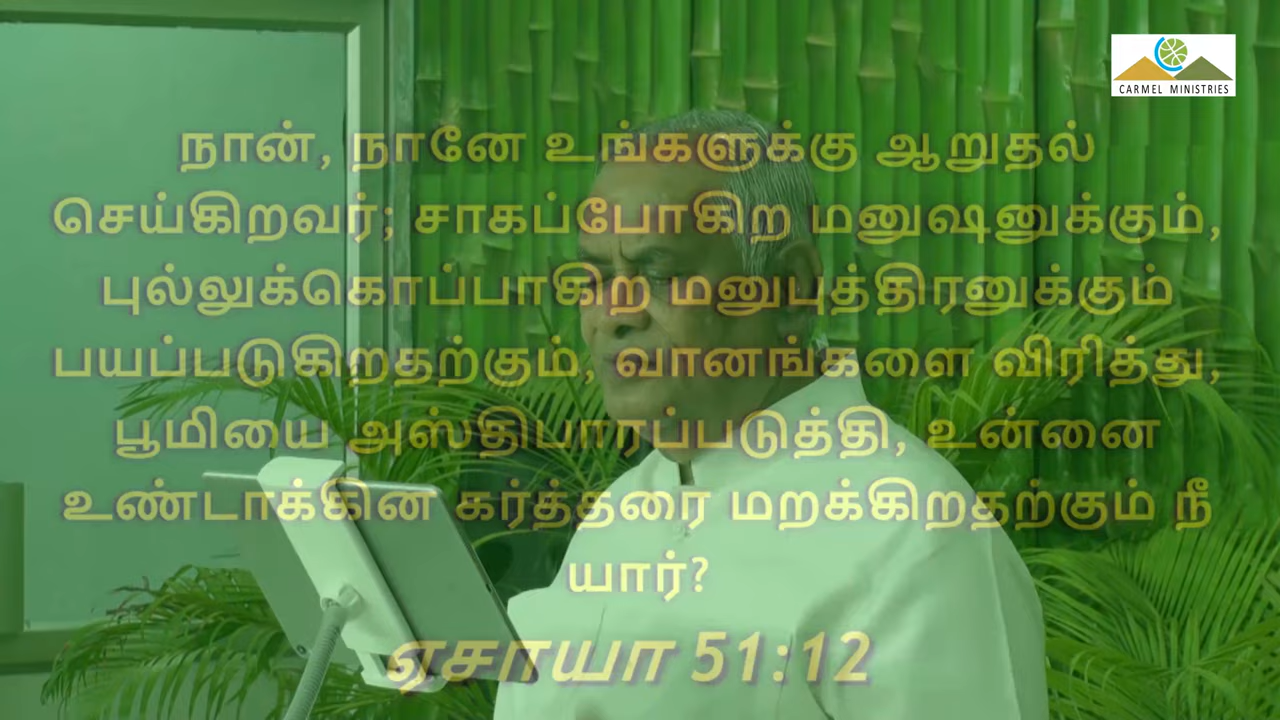 CARMEL MINISTRIES
நான், நானே உங்களுக்கு ஆறுதல்
செய்கிறவர்; சாகப்போகிற மனுஷனுக்கும்,
புல்லுக்கொப்பாகிற மனுபுத்திரனுக்கும்
பயப்படுகிறதற்கும், வானங்களை விரித்து,
பூமியை அஸ்திபாரப்படுத்தி, உன்னை
உண்டாக்கின கர்த்தரை மறக்கிறதற்கும் நீ
யார்?
ஏசாயா 51:12